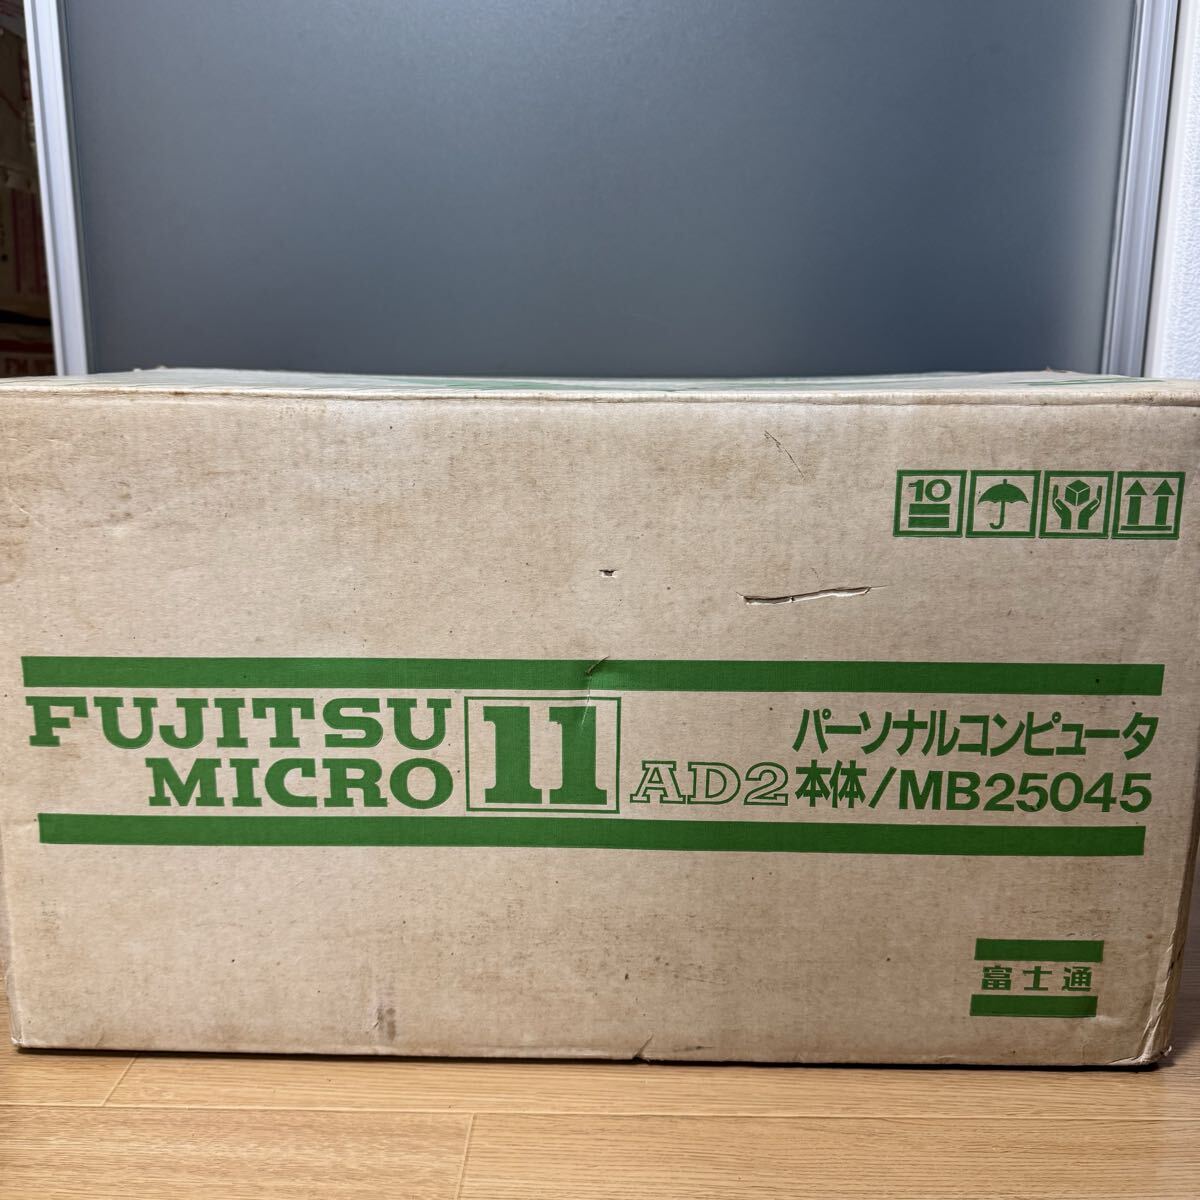 10
FUJITSU
MICRO 11 AD2
パーソナルコンピュータ
本体/MB25045
富士通